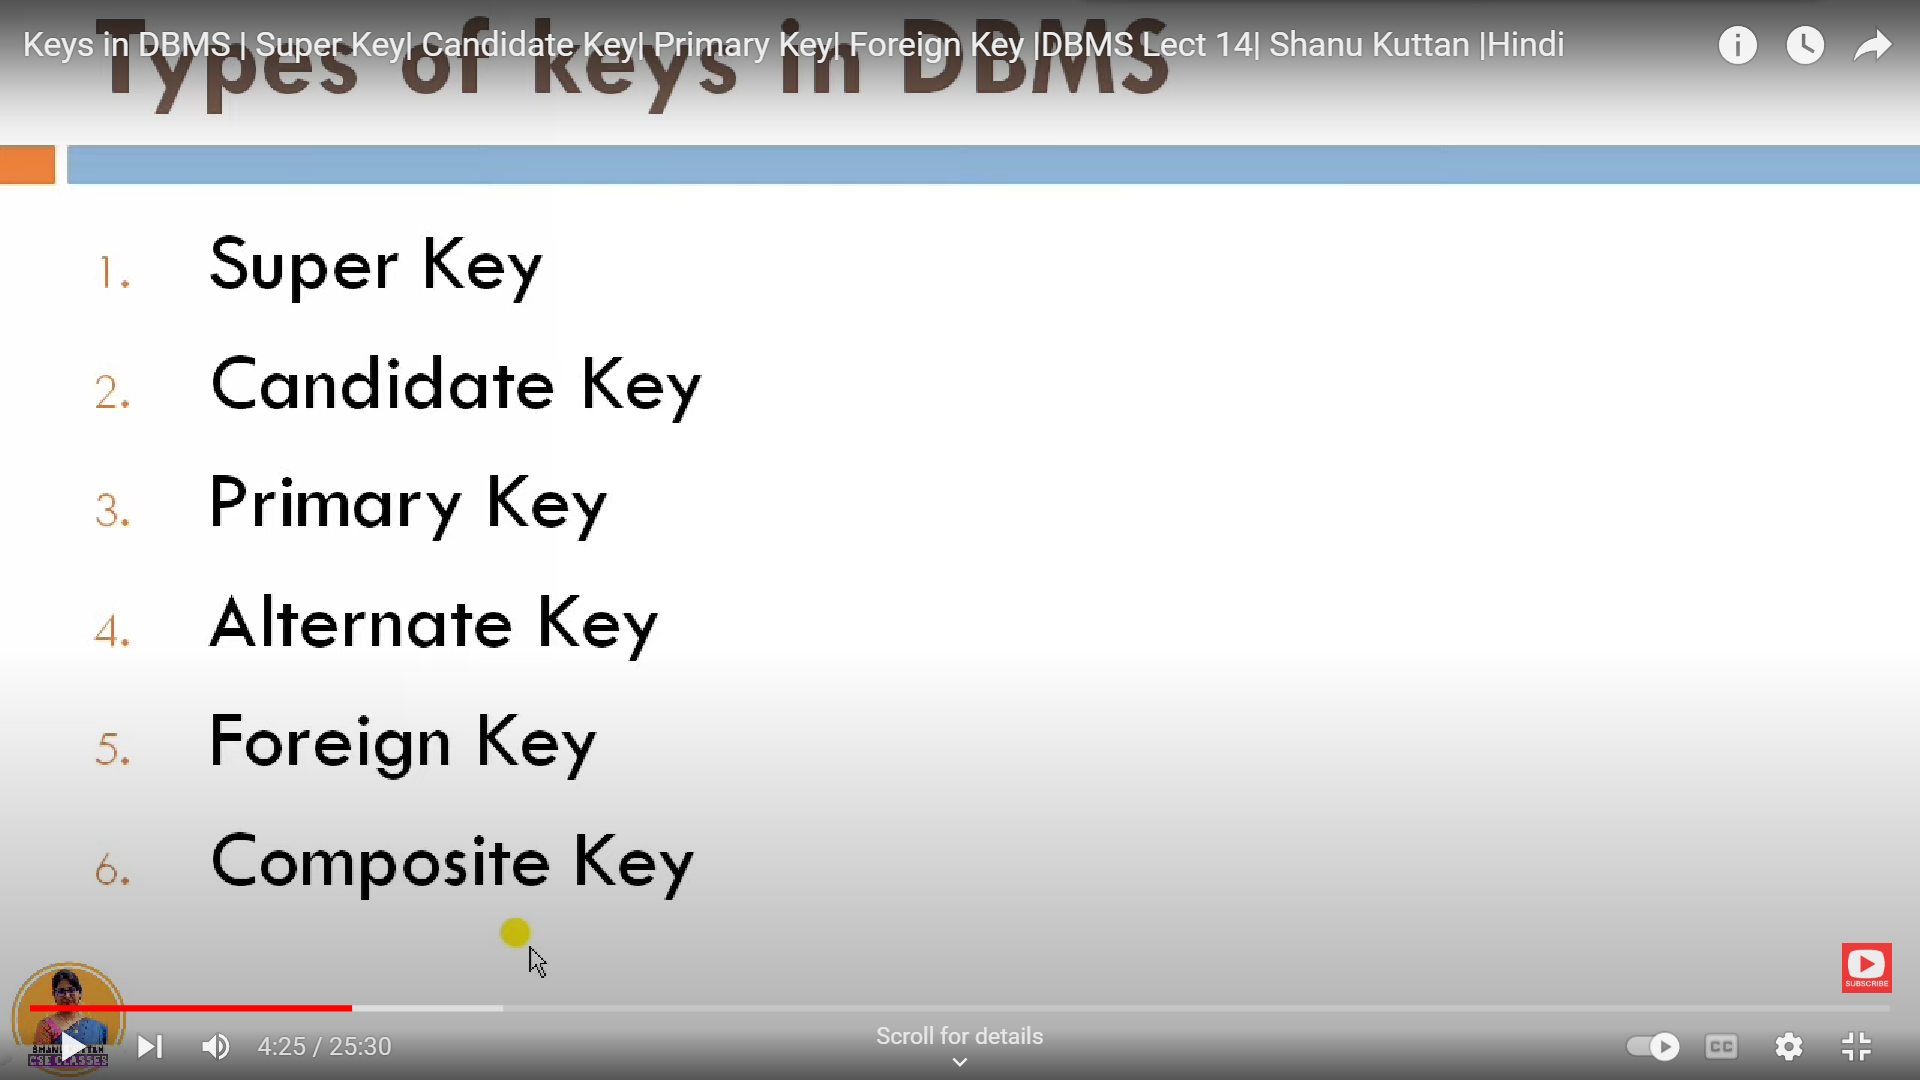 Keys in DBMS | Super Key| Candidate Key| Primary Key| Foreign Key |DBMS Lect 14| Shanu Kuttan |Hindi
Types of keys in DBMS
1. Super Key
2. Candidate Key
3. Primary Key
4. Alternate Key
5. Foreign Key
6. Composite Key
SUBSCRIBE
CSE CLASSES
4:25 / 25:30
Scroll for details
CC